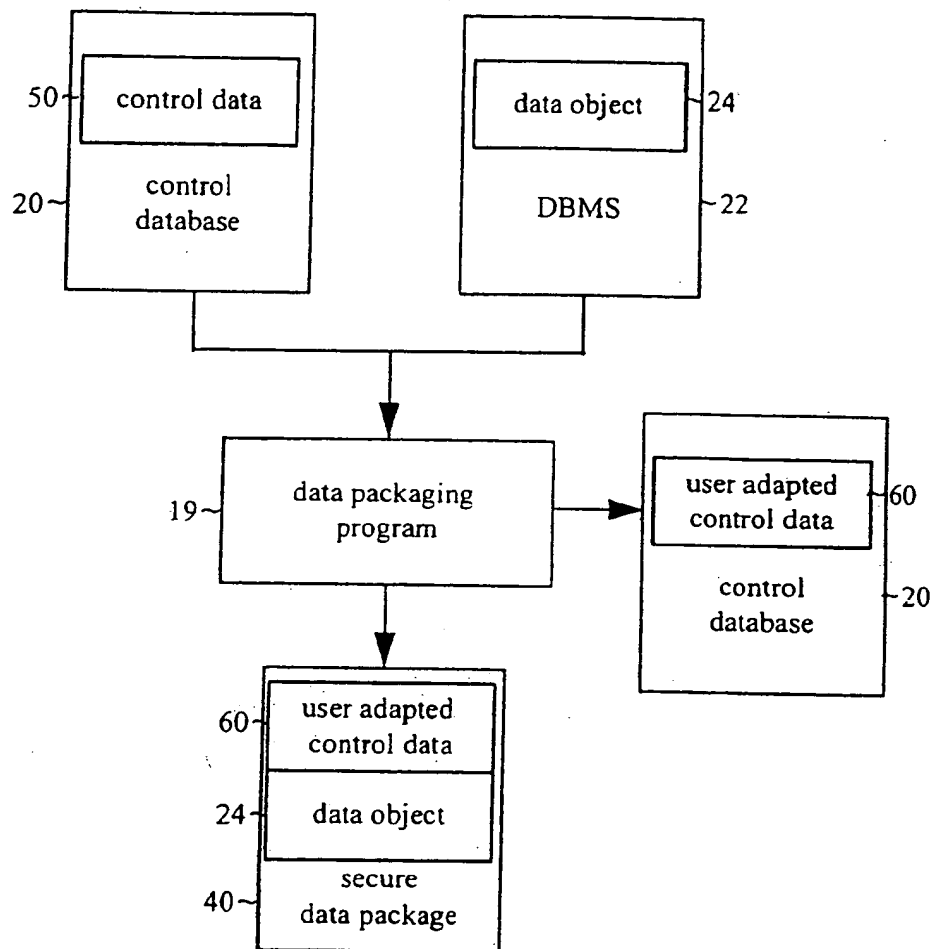 50~
control data
20~
control
database
data object
24
DBMS
22
19~
data packaging
program
user adapted
control data
60
control
database
20
60~
user adapted
control data
24~
data object
40~
secure
data package